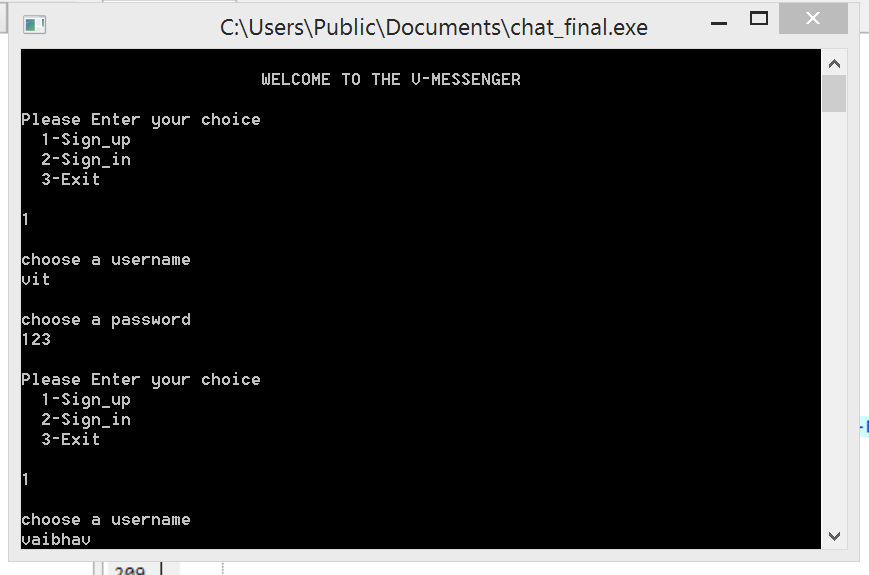 C:\Users\Public\Documents\chat_final.exe
WELCOME TO THE V-MESSENGER
Please Enter your choice
1-Sign_up
2-Sign_in
3-Exit
1
choose a username
vit
choose a password
123
Please Enter your choice
1-Sign_up
2-Sign_in
3-Exit
1
choose a username
vaibhav
209